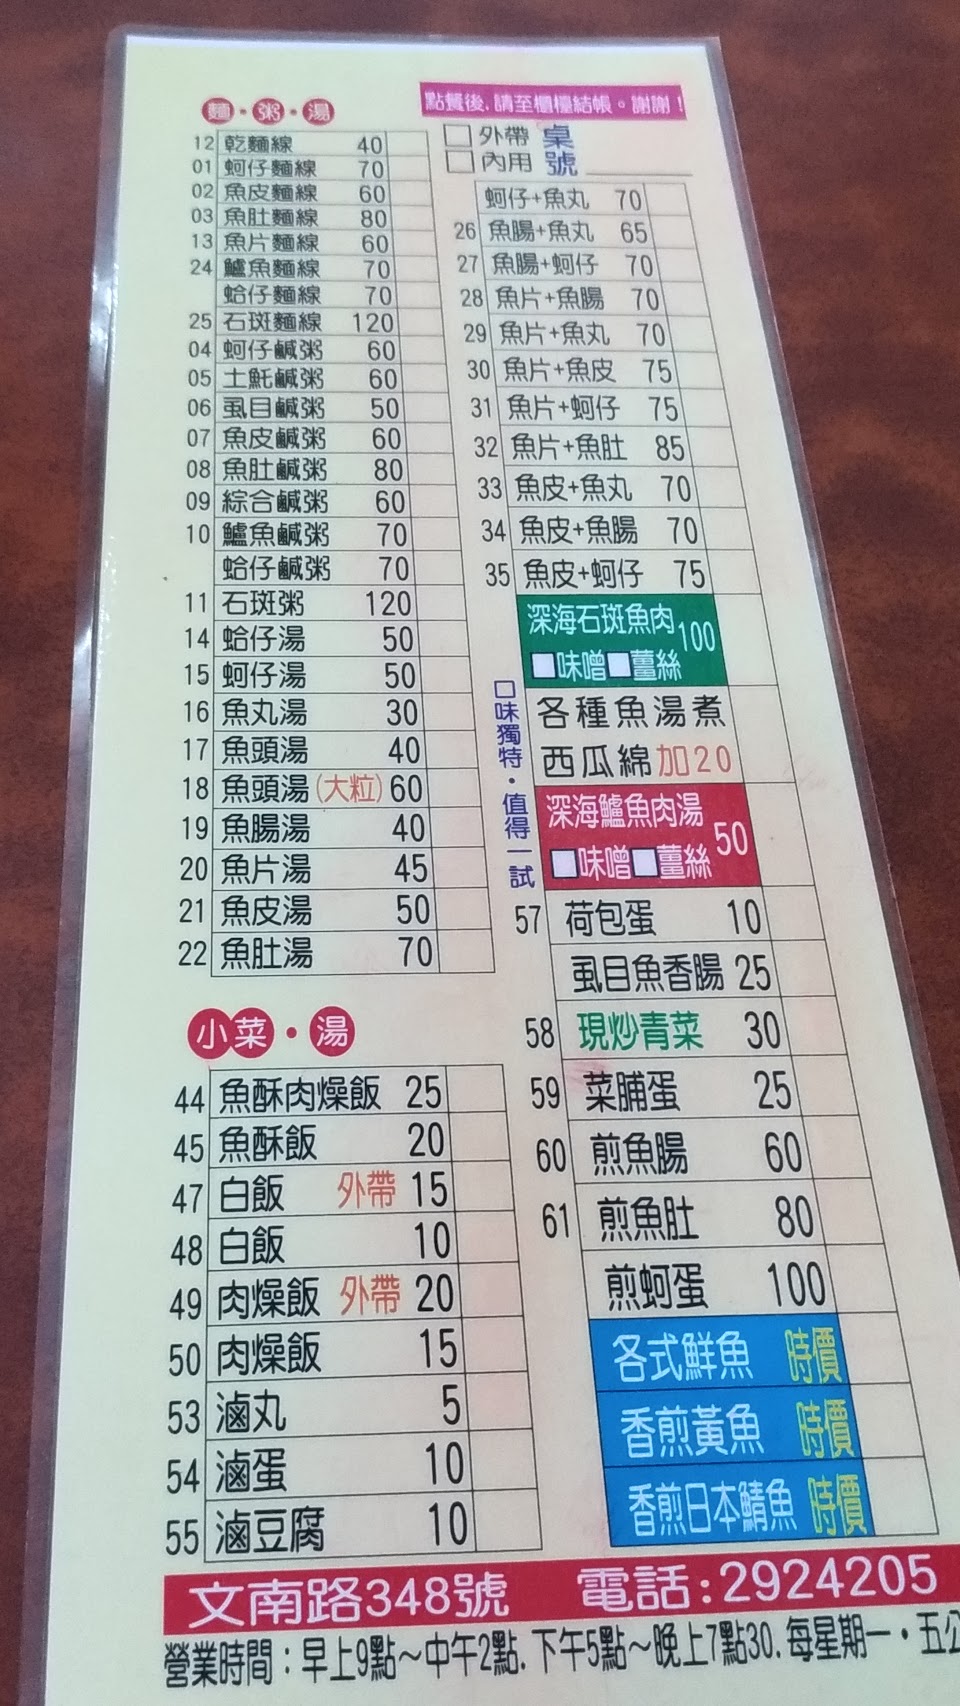 點餐後.請至櫃檯結帳。謝謝！
麵・粥・湯
12 乾麵線 40
01 蚵仔麵線 70
02 魚皮麵線 60
03 魚肚麵線 80
13 魚片麵線 60
24 鱸魚麵線 70
蛤仔麵線 70
25 石斑麵線 120
04 蚵仔鹹粥 60
05 土魠鹹粥 60
06 虱目鹹粥 50
07 魚皮鹹粥 60
08 魚肚鹹粥 80
09 綜合鹹粥 60
10 鱸魚鹹粥 70
蛤仔鹹粥 70
11 石斑粥 120
14 蛤仔湯 50
15 蚵仔湯 50
16 魚丸湯 30
17 魚頭湯 40
18 魚頭湯(大粒) 60
19 魚腸湯 40
20 魚片湯 45
21 魚皮湯 50
22 魚肚湯 70
小菜・湯
44 魚酥肉燥飯 25
45 魚酥飯 20
47 白飯 外帶 15
48 白飯 10
49 肉燥飯 外帶 20
50 肉燥飯 15
53 滷丸 5
54 滷蛋 10
55 滷豆腐 10
□外帶 桌
□內用 號
蚵仔+魚丸 70
26 魚腸+魚丸 65
27 魚腸+蚵仔 70
28 魚片+魚腸 70
29 魚片+魚丸 70
30 魚片+魚皮 75
31 魚片+蚵仔 75
32 魚片+魚肚 85
33 魚皮+魚丸 70
34 魚皮+魚腸 70
35 魚皮+蚵仔 75
深海石斑魚肉 100
□味噌□薑絲
各種魚湯煮
西瓜綿加20
深海鱸魚肉湯 50
□味噌□薑絲
口味獨特・值得一試
57 荷包蛋 10
虱目魚香腸 25
58 現炒青菜 30
59 菜脯蛋 25
60 煎魚腸 60
61 煎魚肚 80
煎蚵蛋 100
各式鮮魚 時價
香煎黃魚 時價
香煎日本鯖魚 時價
文南路348號 電話:2924205
營業時間：早上9點～中午2點.下午5點～晚上7點30.每星期一・五公